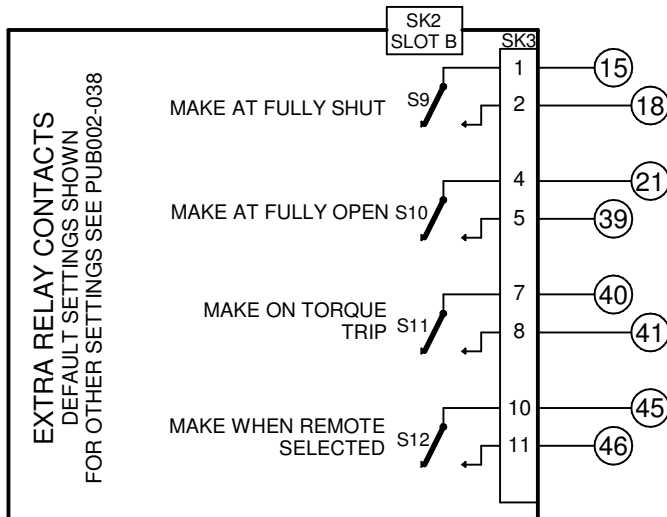 SK2
SLOT B
SK3
EXTRA RELAY CONTACTS
DEFAULT SETTINGS SHOWN
FOR OTHER SETTINGS SEE PUB002-038
MAKE AT FULLY SHUT S9
1 15
2 18
MAKE AT FULLY OPEN S10
4 21
5 39
MAKE ON TORQUE
TRIP S11
7 40
8 41
MAKE WHEN REMOTE
SELECTED S12
10 45
11 46